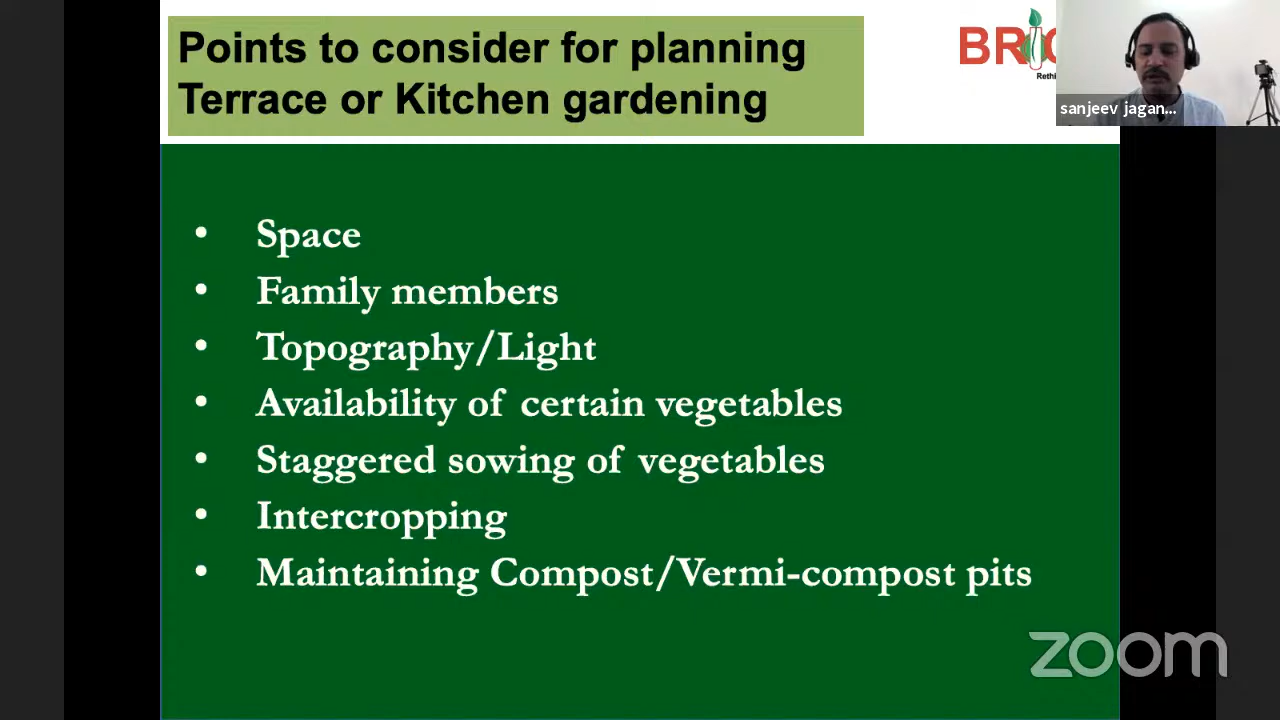 Points to consider for planning
Terrace or Kitchen gardening
sanjeev jagan...
• Space
• Family members
• Topography/Light
• Availability of certain vegetables
• Staggered sowing of vegetables
• Intercropping
• Maintaining Compost/Vermi-compost pits
zoom